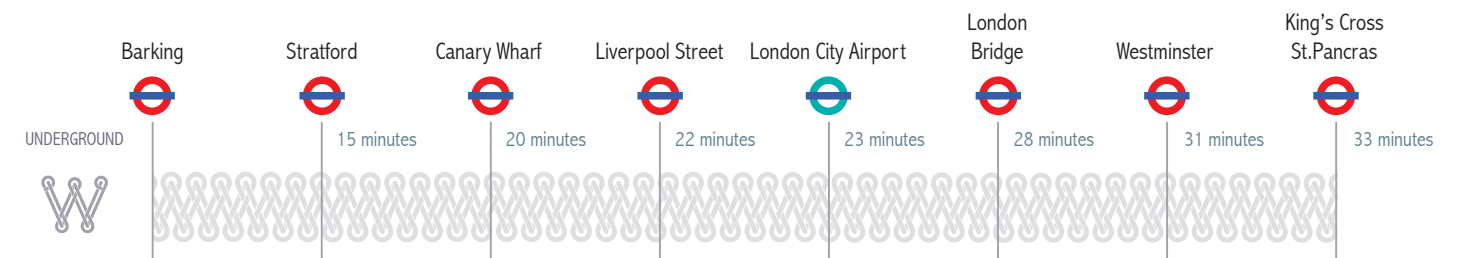 London
King's Cross
Barking
Stratford
Canary Wharf
Liverpool Street
London City Airport
Bridge
Westminster
St.Pancras
UNDERGROUND
15 minutes
20 minutes
22 minutes
23 minutes
28 minutes
31 minutes
33 minutes
W